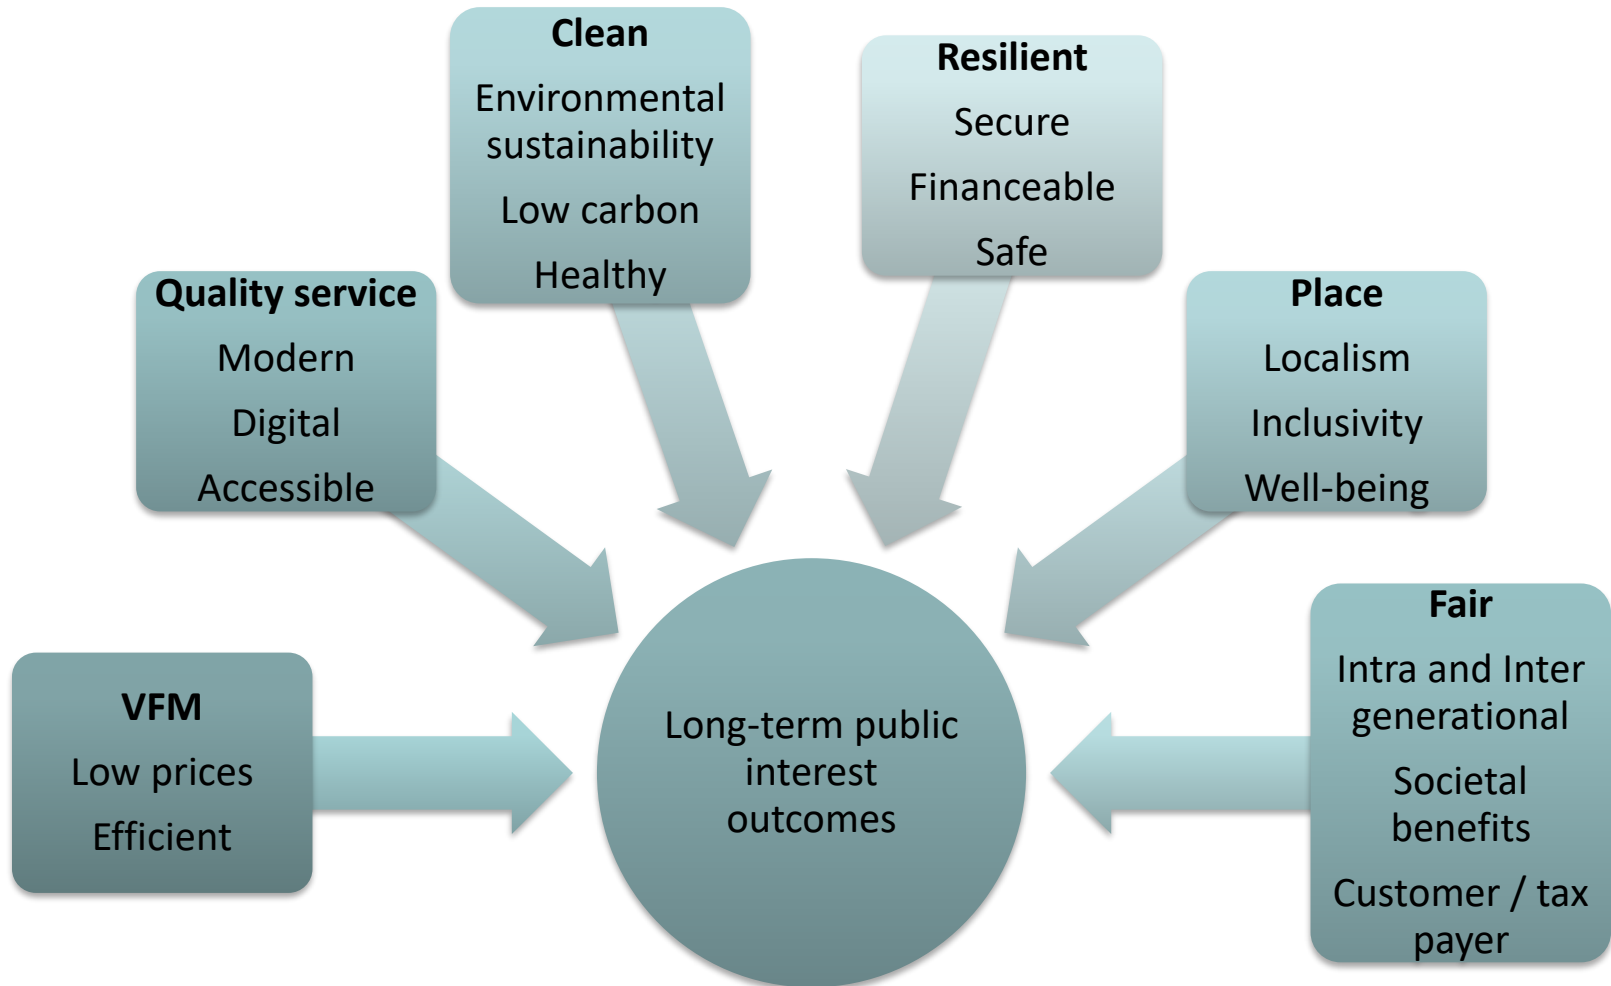 Clean
Environmental
sustainability
Low carbon
Healthy
Resilient
Secure
Financeable
Safe
Quality service
Modern
Digital
Accessible
Place
Localism
Inclusivity
Well-being
VFM
Low prices
Efficient
Long-term public
interest
outcomes
Fair
Intra and Inter
generational
Societal
benefits
Customer / tax
payer